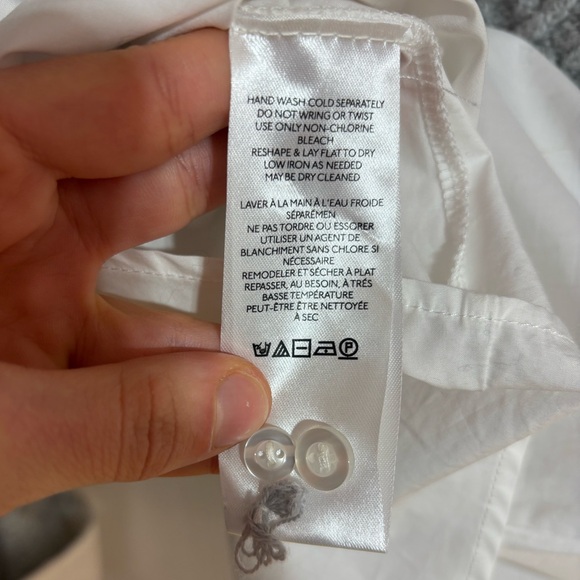 HAND WASH COLD SEPARATELY
DO NOT WRING OR TWIST
USE ONLY NON-CHLORINE
BLEACH
RESHAPE & LAY FLAT TO DRY
LOW IRON AS NEEDED
MAY BE DRY CLEANED
LAVER À LA MAIN À L'EAU FROIDE
SÉPARÉMEN
NE PAS TORDRE OU ESSORER
UTILISER UN AGENT DE
BLANCHIMENT SANS CHLORE SI
NÉCESSAIRE
REMODELER ET SÉCHER À PLAT
REPASSER, AU BESOIN, À TRÉS
BASSE TEMPÉRATURE
PEUT-ÊTRE ÊTRE NETTOYÉE
À SEC
P